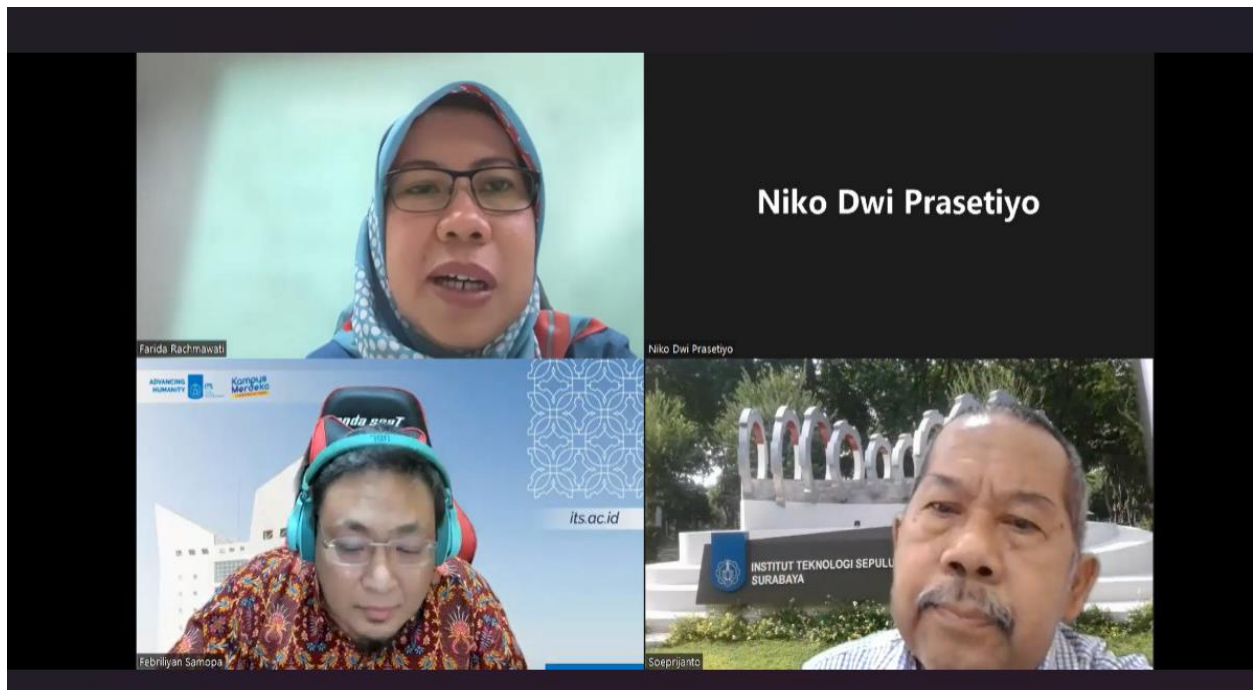 Niko Dwi Prasetiyo
Farida Rachmawati
Niko Dwi Prasetiyo
ADVANCING
HUMANITY
Kampus
Merdeka
its.ac.id
INSTITUT TEKNOLOGI SEPULU
SURABAYA
Febriliyan Samopa
Soeprijanto